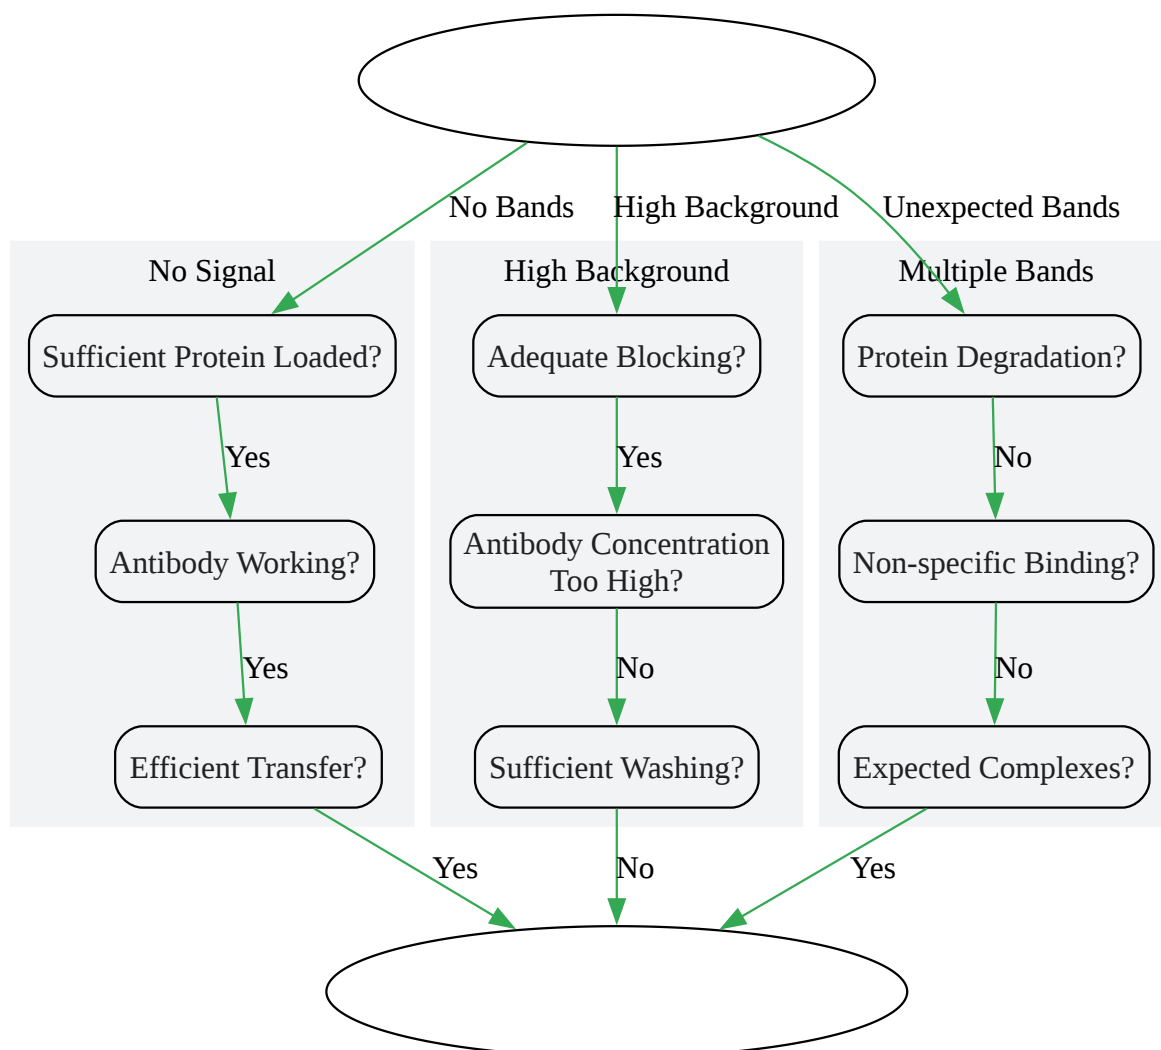 No Bands
High Background
Unexpected Bands
No Signal
High Background
Multiple Bands
Sufficient Protein Loaded?
Adequate Blocking?
Protein Degradation?
Yes
Yes
No
Antibody Working?
Antibody Concentration
Too High?
Non-specific Binding?
Yes
No
No
Efficient Transfer?
Sufficient Washing?
Expected Complexes?
Yes
No
Yes